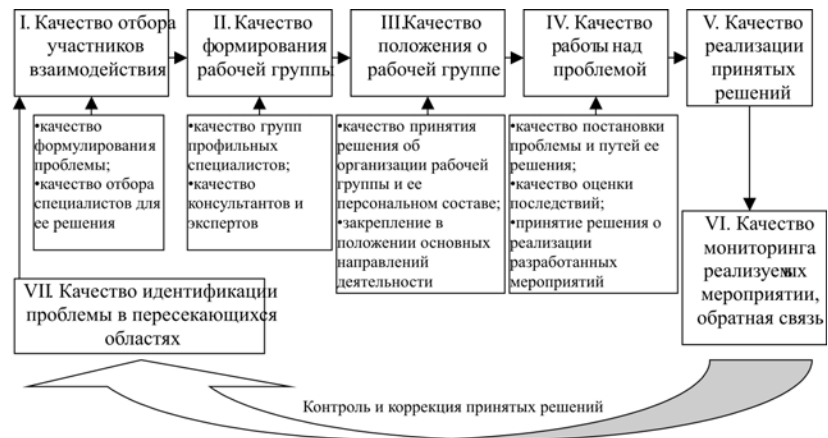 I. Качество отбора
участников
взаимодействия
II. Качество
формирования
рабочей группы
III.Качество
положения о
рабочей группе
IV. Качество
работы над
проблемой
V. Качество
реализации
принятых
решений
•качество
формулирования
проблемы;
•качество отбора
специалистов для
ее решения
•качество групп
профильных
специалистов;
•качество
консультантов и
экспертов
•качество принятия
решения об
организации рабочей
группы и ее
персональном составе;
•закрепление в
положении основных
направлений
деятельности
•качество постановки
проблемы и путей ее
решения;
•качество оценки
последствий;
•принятие решения о
реализации
разработанных
мероприятий
VI. Качество
мониторинга
реализуемых
мероприятии,
обратная связь
VII. Качество идентификации
проблемы в пересекающихся
областях
Контроль и коррекция принятых решений